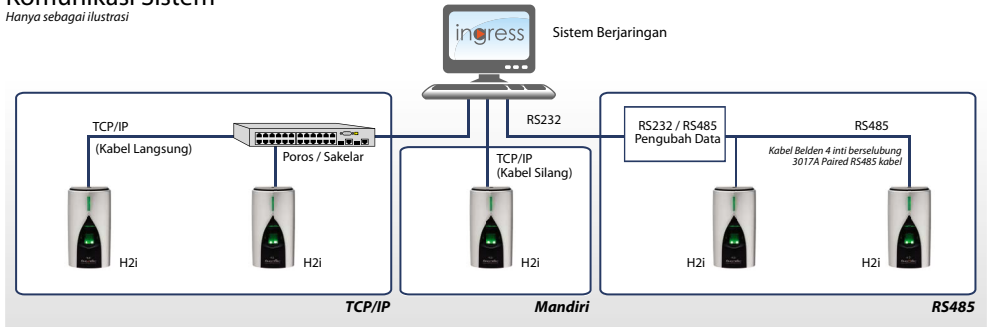 Komunikasi Sistem
Hanya sebagai ilustrasi
ingress
Sistem Berjaringan
TCP/IP
(Kabel Langsung)
Poros / Sakelar
RS232
TCP/IP
(Kabel Silang)
RS232 / RS485
Pengubah Data
RS485
Kabel Belden 4 inti berselubung
3017A Paired RS485 kabel
H2i
H2i
H2i
H2i
H2i
TCP/IP
Mandiri
RS485